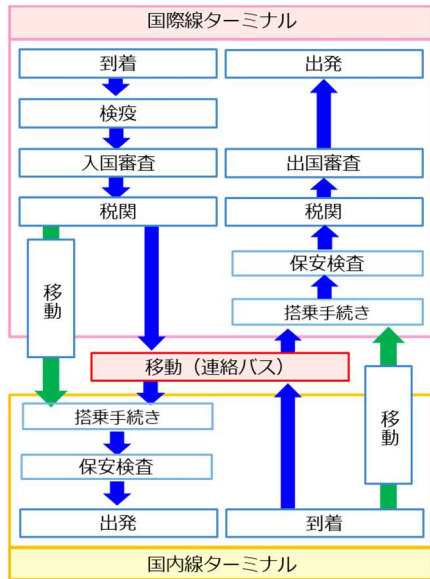 国際線ターミナル
到着
検疫
入国審査
税関
移動
出発
出国審査
税関
保安検査
搭乗手続き
移動（連絡バス）
搭乗手続き
保安検査
出発
到着
移動
国内線ターミナル